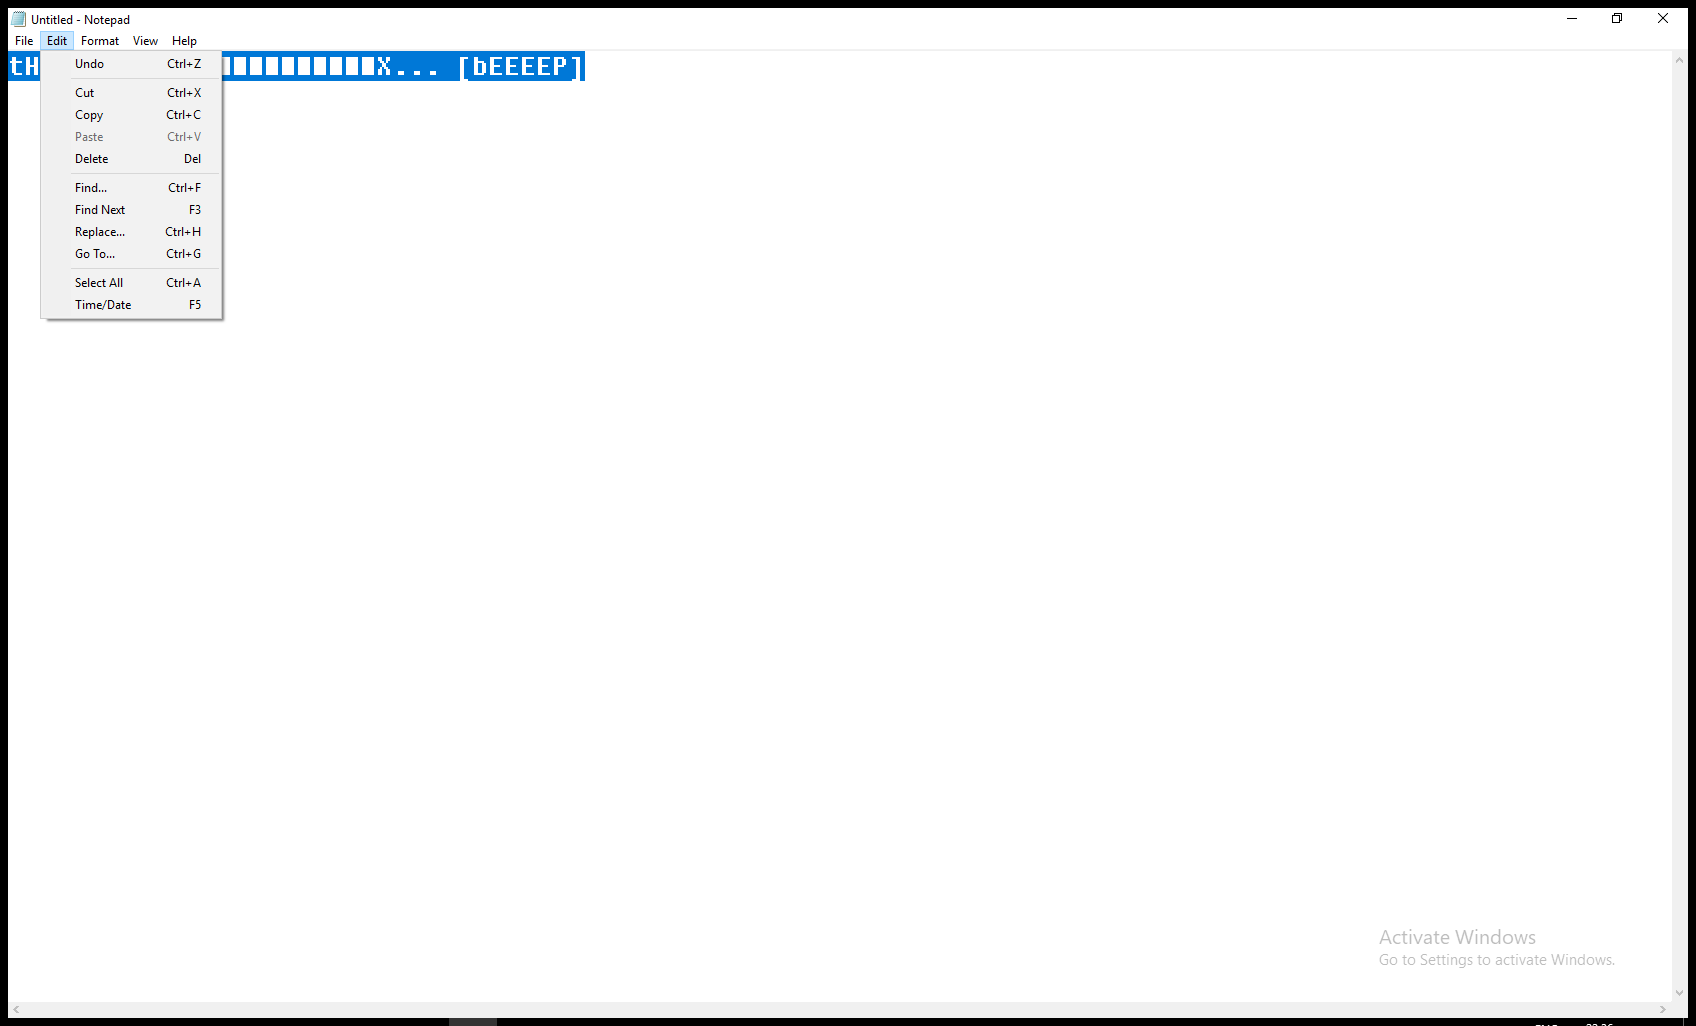 Untitled - Notepad
File Edit Format View Help
tH ■■■■■■■■■X... [bEEEEP]
Undo Ctrl+Z
Cut Ctrl+X
Copy Ctrl+C
Paste Ctrl+V
Delete Del
Find... Ctrl+F
Find Next F3
Replace... Ctrl+H
Go To... Ctrl+G
Select All Ctrl+A
Time/Date F5
Activate Windows
Go to Settings to activate Windows.